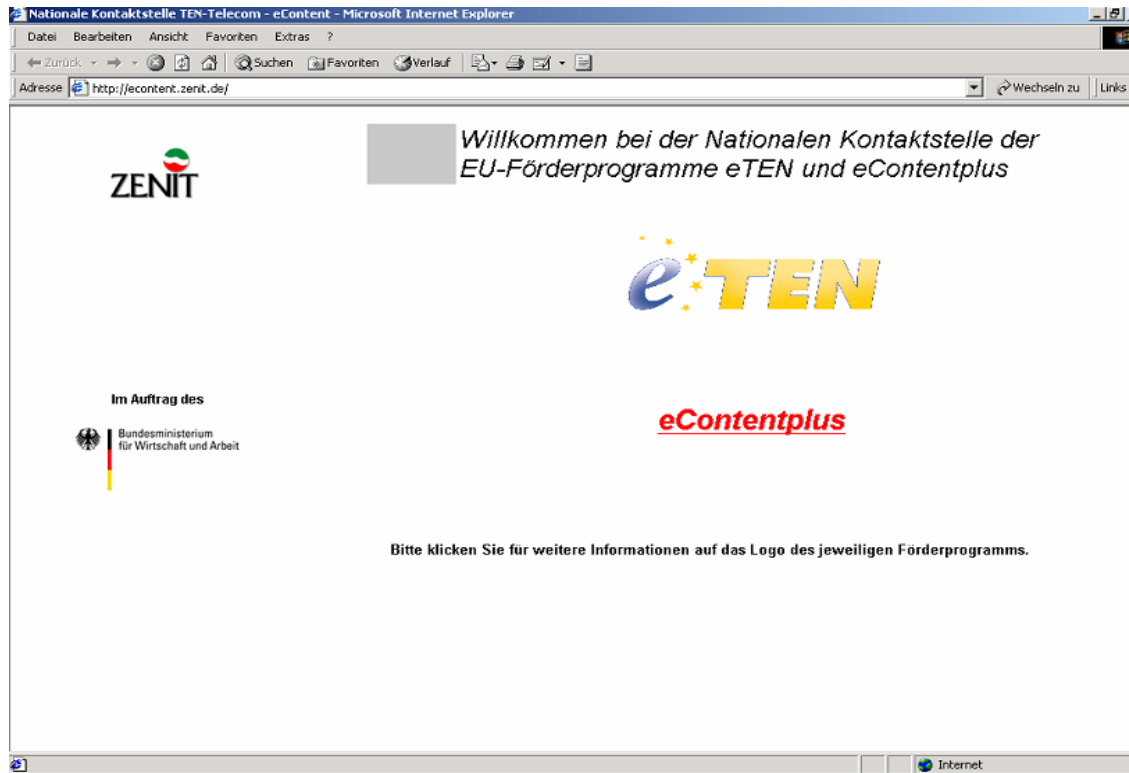 Nationale Kontaktstelle TEN-Telecom - eContent - Microsoft Internet Explorer
Datei Bearbeiten Ansicht Favoriten Extras ?
Zurück Suchen Favoriten Verlauf
Adresse http://econtent.zenit.de/ Wechseln zu Links
ZENIT
Willkommen bei der Nationalen Kontaktstelle der
EU-Förderprogramme eTEN und eContentplus
eTEN
Im Auftrag des
Bundesministerium
für Wirtschaft und Arbeit
eContentplus
Bitte klicken Sie für weitere Informationen auf das Logo des jeweiligen Förderprogramms.
Internet